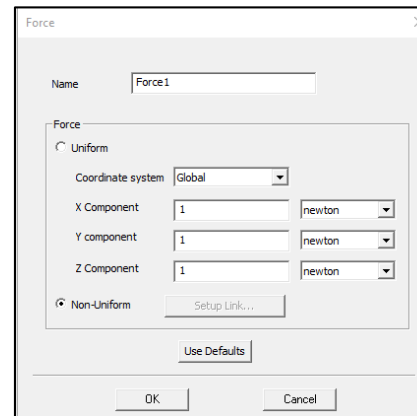 Force
Name Force1
Force
Uniform
Coordinate system Global
X Component 1 newton
Y component 1 newton
Z Component 1 newton
Non-Uniform Setup Link...
Use Defaults
OK Cancel